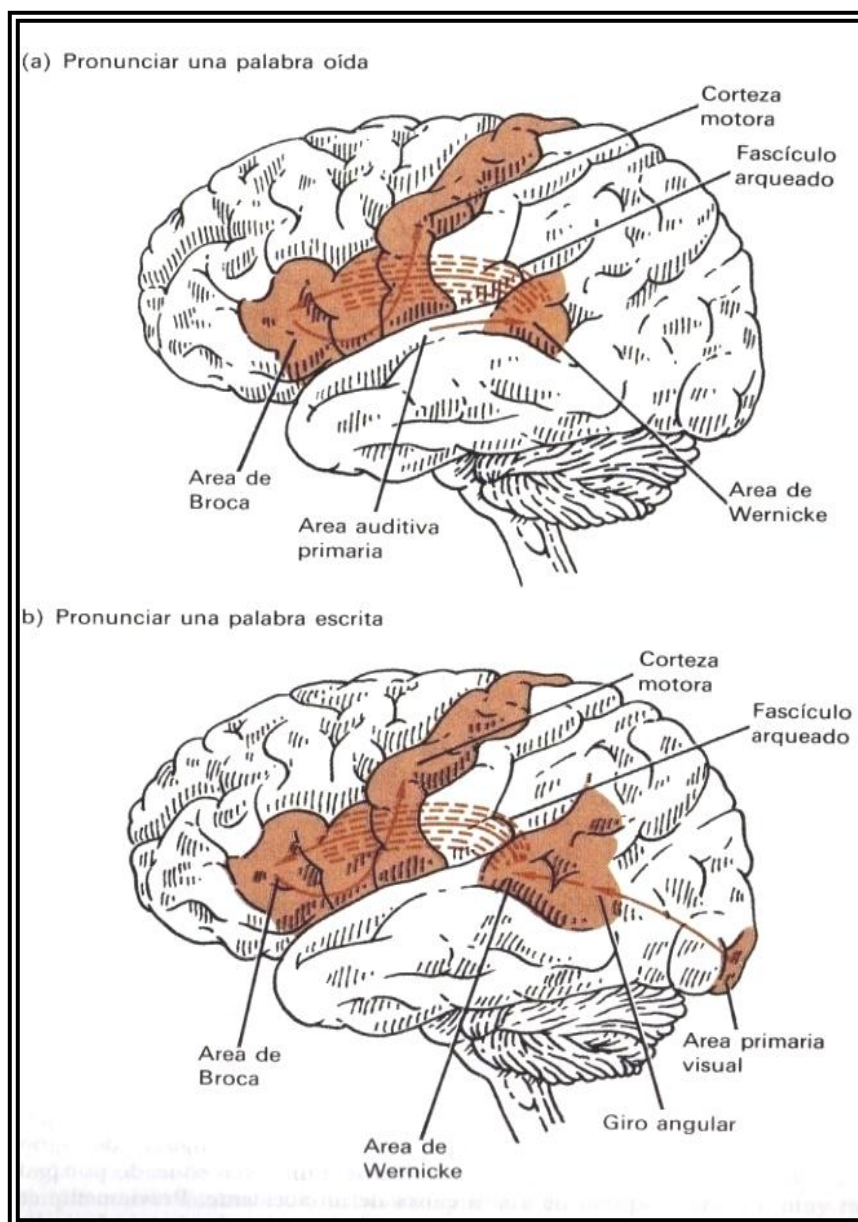 (a) Pronunciar una palabra oída
Corteza
motora
Fascículo
arqueado
Area de
Broca
Area auditiva
primaria
Area de
Wernicke
b) Pronunciar una palabra escrita
Corteza
motora
Fascículo
arqueado
Area de
Broca
Area de
Wernicke
Giro angular
Area primaria
visual